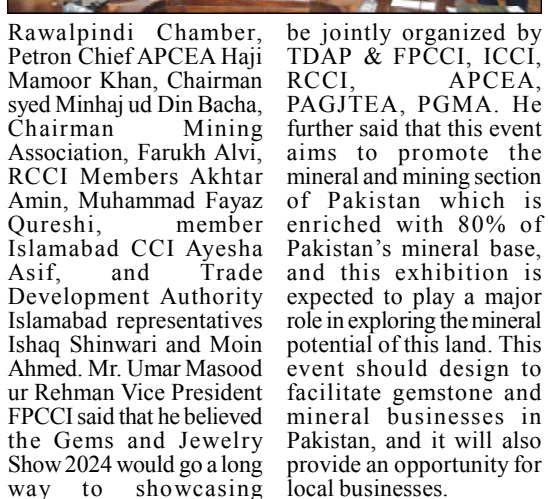 Rawalpindi Chamber,
Petron Chief APCEA Haji
Mamoor Khan, Chairman
syed Minhaj ud Din Bacha,
Chairman Mining
Association, Farukh Alvi,
RCCI Members Akhtar
Amin, Muhammad Fayaz
Qureshi, member
Islamabad CCI Ayesha
Asif, and Trade
Development Authority
Islamabad representatives
Ishaq Shinwari and Moin
Ahmed. Mr. Umar Masood
ur Rehman Vice President
FPCCI said that he believed
the Gems and Jewelry
Show 2024 would go a long
way to showcasing
be jointly organized by
TDAP & FPCCI, ICCI,
RCCI, APCEA,
PAGJTEA, PGMA. He
further said that this event
aims to promote the
mineral and mining section
of Pakistan which is
enriched with 80% of
Pakistan's mineral base,
and this exhibition is
expected to play a major
role in exploring the mineral
potential of this land. This
event should design to
facilitate gemstone and
mineral businesses in
Pakistan, and it will also
provide an opportunity for
local businesses.